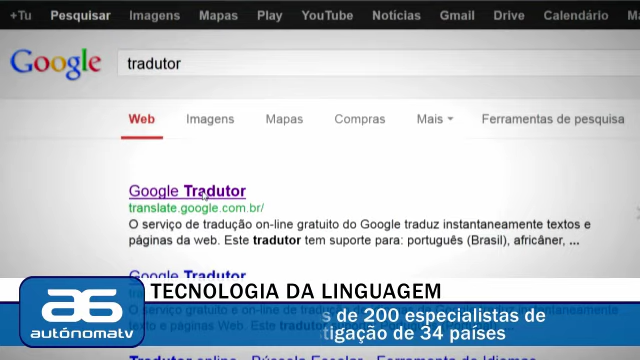 +Tu Pesquisar Imagens Mapas Play YouTube Notícias Gmail Drive Calendário
Google tradutor
Web Imagens Mapas Compras Mais Ferramentas de pesquisa
Google Tradutor
translate.google.com.br/
O serviço de tradução on-line gratuito do Google traduz instantaneamente textos e
páginas da web. Este tradutor tem suporte para: português (Brasil), africâner, ...
Google Tradutor
TECNOLOGIA DA LINGUAGEM
a6
autónomatv
de 200 especialistas de
de 34 países